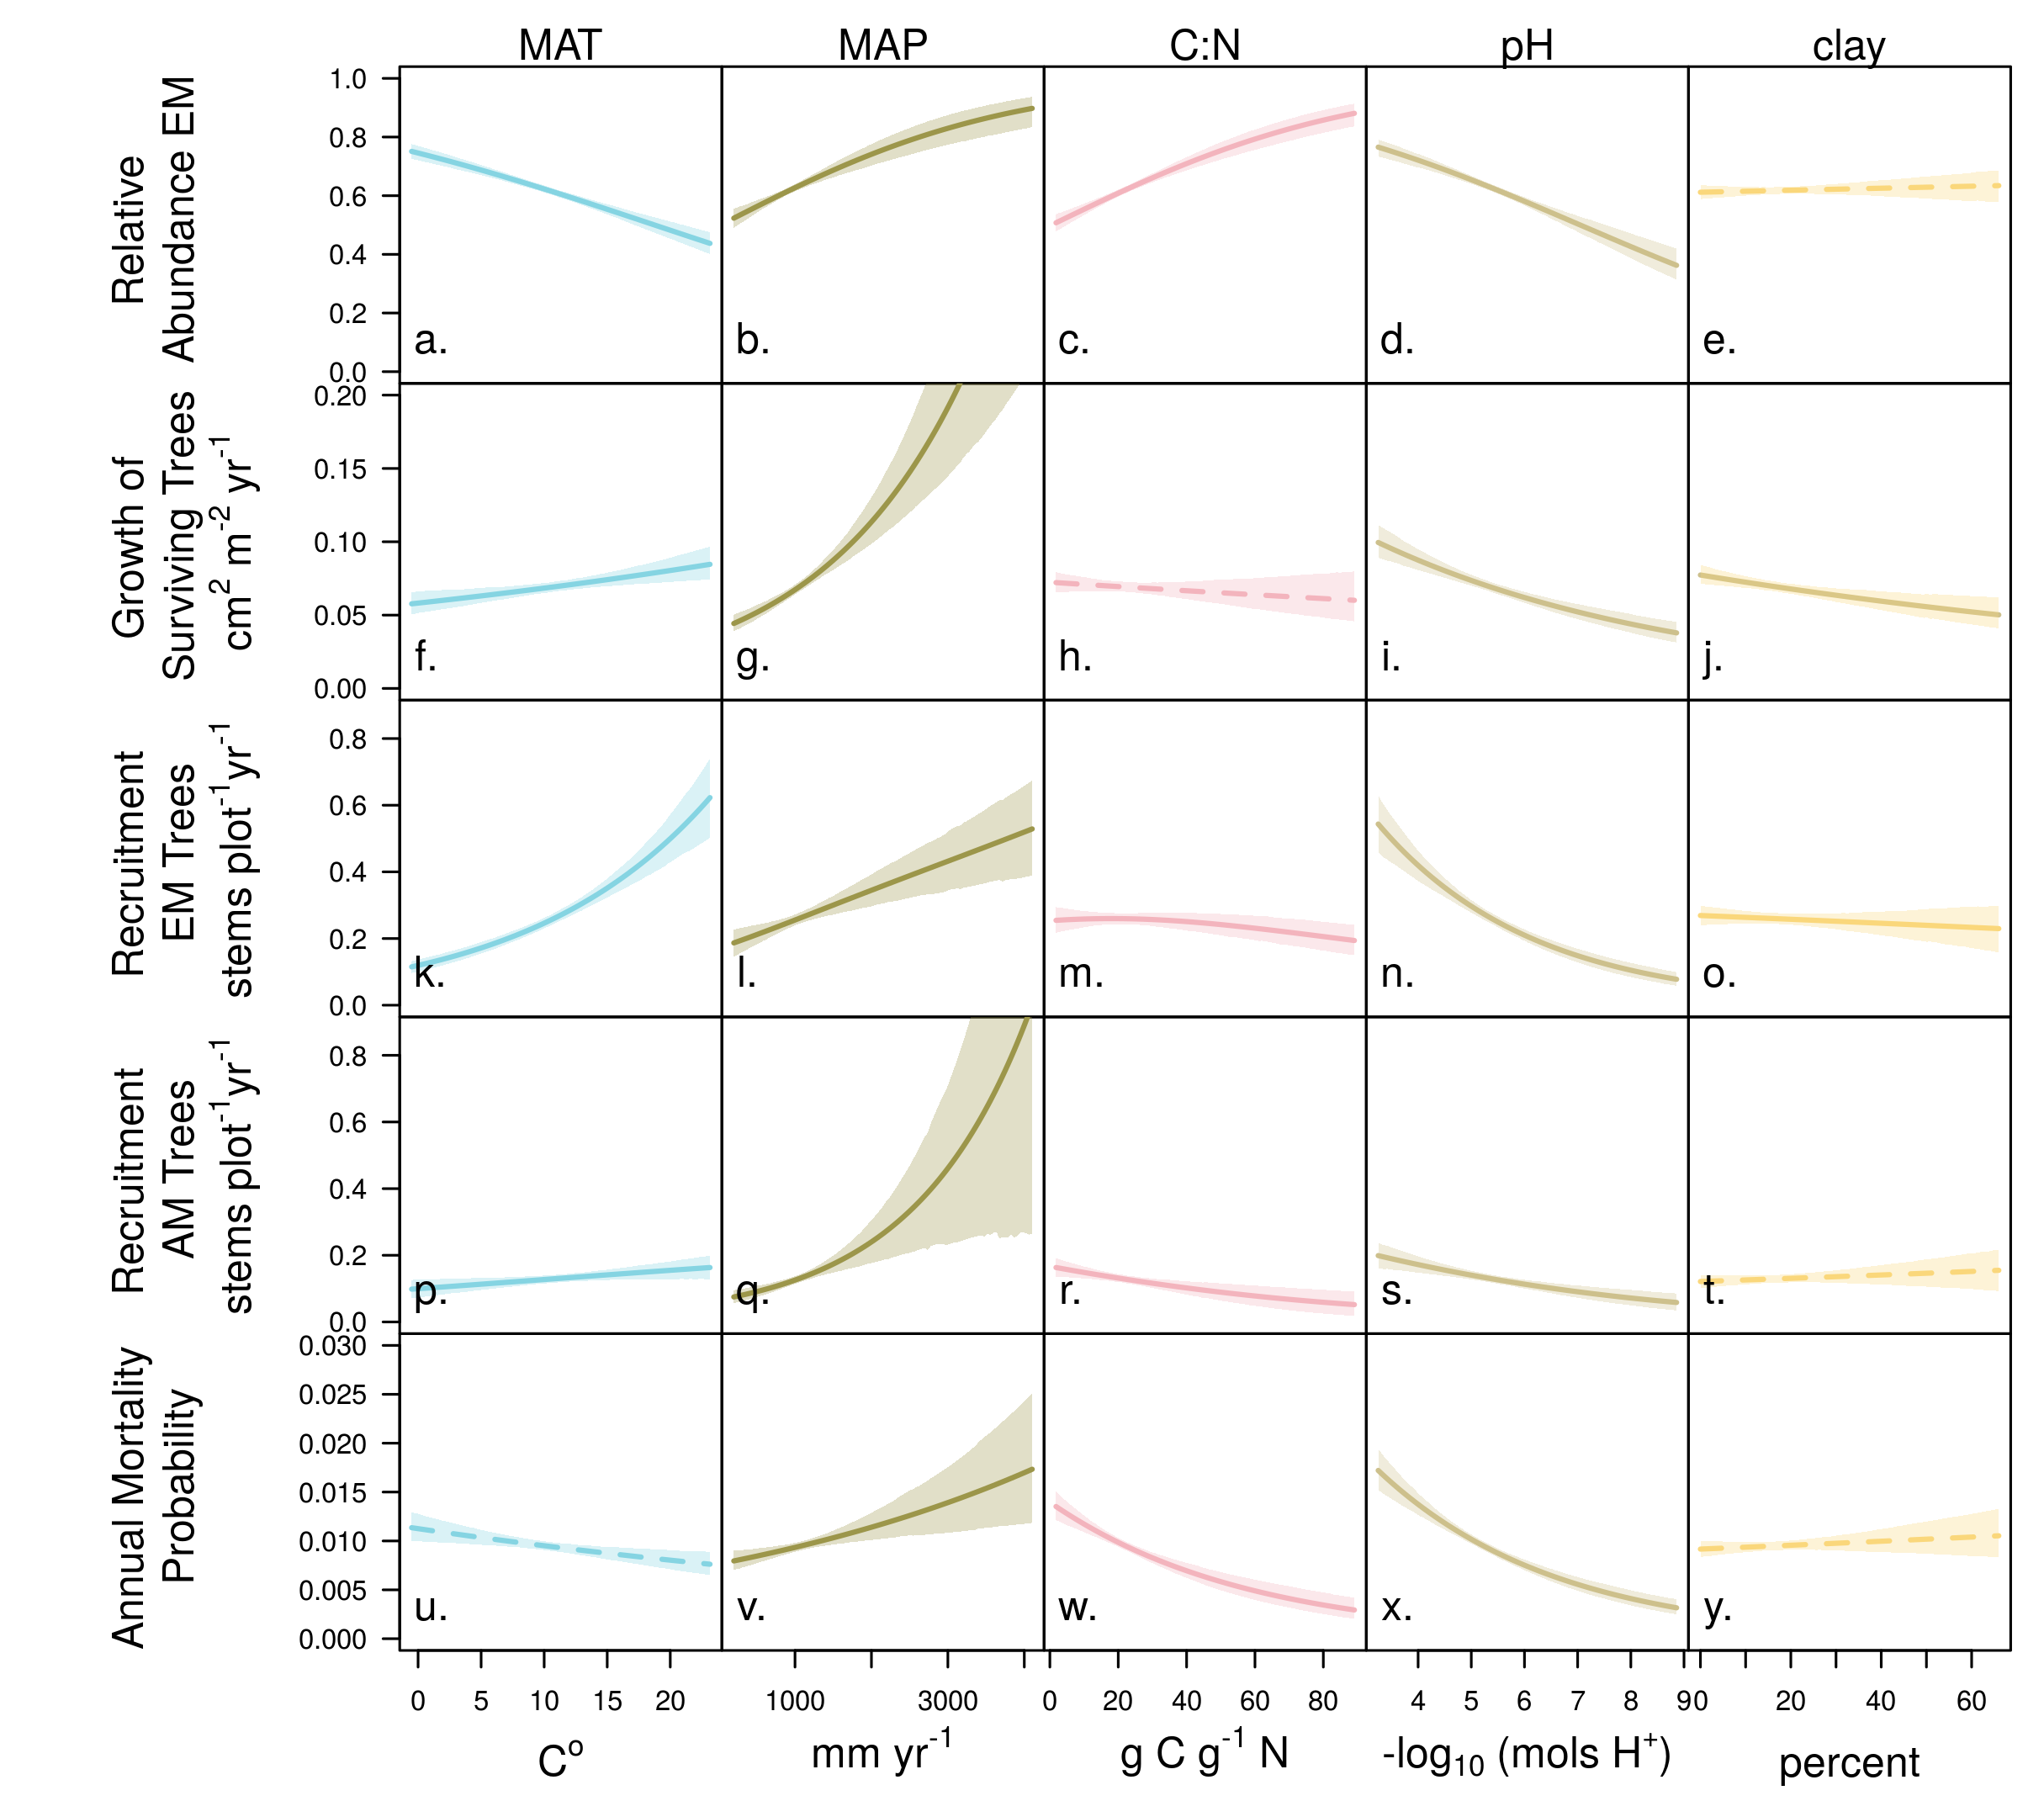 MAT MAP C:N pH clay
Relative
Abundance EM
1.0
0.8
0.6
0.4
0.2
0.0
a. b. c. d. e.
Growth of
Surviving Trees
cm² m⁻² yr⁻¹
0.20
0.15
0.10
0.05
0.00
f. g. h. i. j.
Recruitment
EM Trees
stems plot⁻¹yr⁻¹
0.8
0.6
0.4
0.2
0.0
k. l. m. n. o.
Recruitment
AM Trees
stems plot⁻¹yr⁻¹
0.8
0.6
0.4
0.2
0.0
p. q. r. s. t.
Annual Mortality
Probability
0.030
0.025
0.020
0.015
0.010
0.005
0.000
u. v. w. x. y.
0 5 10 15 20 1000 3000 0 20 40 60 80 4 5 6 7 8 9 0 20 40 60
Cº mm yr⁻¹ g C g⁻¹ N -log₁₀ (mols H⁺) percent